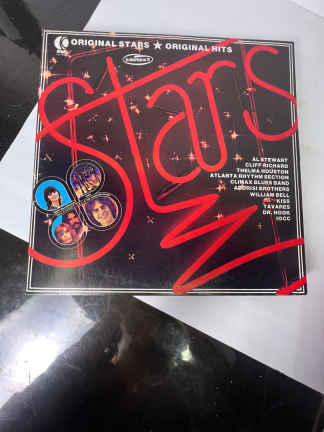 K ORIGINAL STARS ★ ORIGINAL HITS
Stars
AL STEWART
CLIFF RICHARD
THELMA HOUSTON
ATLANTA RHYTHM SECTION
CLIMAX BLUES BAND
ADDRISI BROTHERS
WILLIAM BELL
KISS
TAVARES
DR. HOOK
10CC